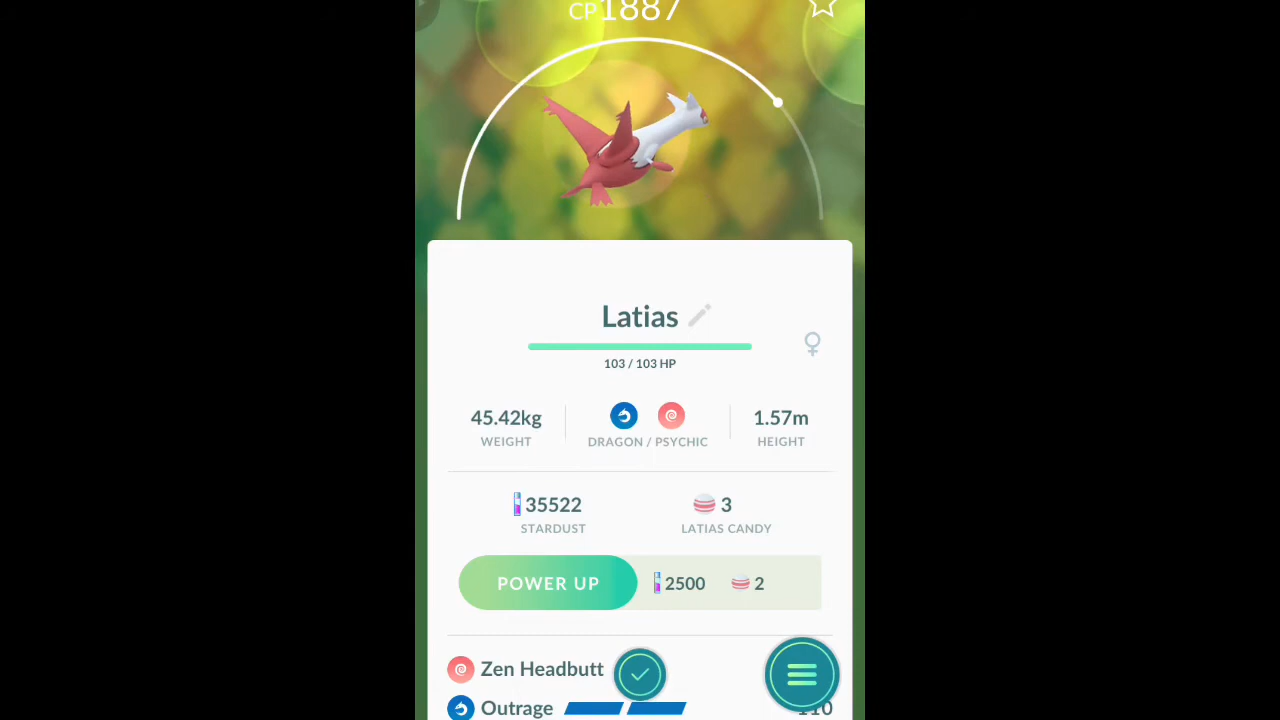 CP1887
Latias
103 / 103 HP
45.42kg
WEIGHT
DRAGON / PSYCHIC
1.57m
HEIGHT
35522
STARDUST
3
LATIAS CANDY
POWER UP 2500 2
Zen Headbutt
Outrage 110